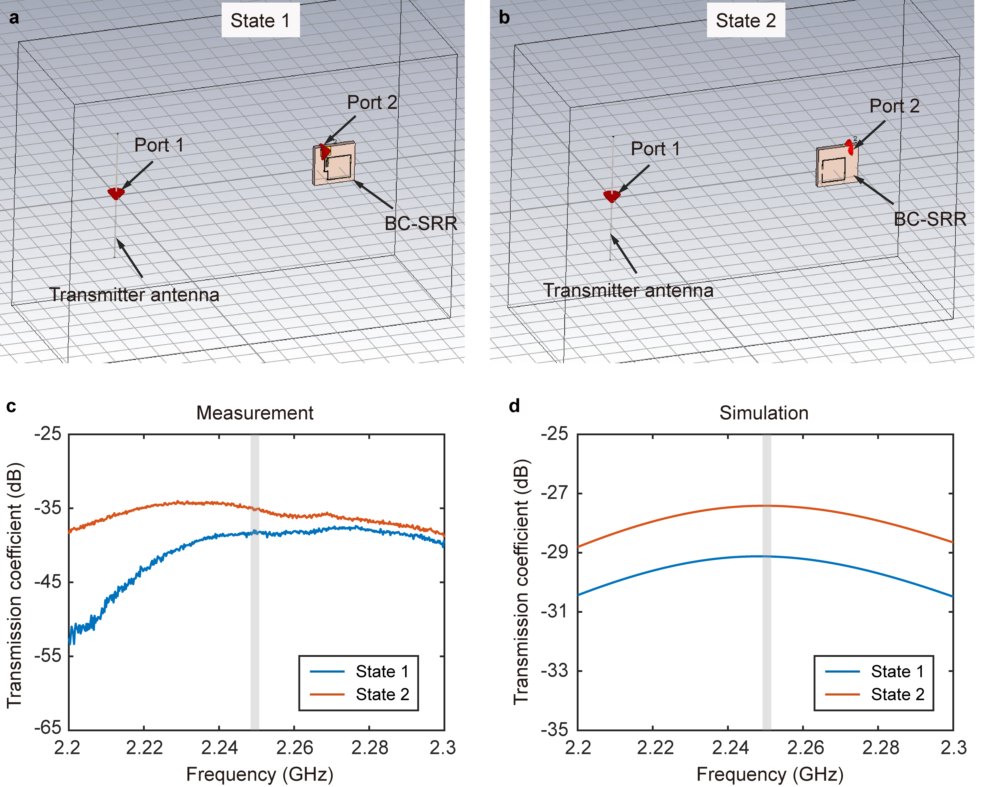 a
State 1
Port 2
2
Port 1
BC-SRR
Transmitter antenna
b
State 2
Port 2
2
Port 1
BC-SRR
Transmitter antenna
c
Measurement
Transmission coefficient (dB)
-25
-35
-45
-55
-65
State 1
State 2
2.2 2.22 2.24 2.26 2.28 2.3
Frequency (GHz)
d
Simulation
Transmission coefficient (dB)
-25
-27
-29
-31
-33
-35
State 1
State 2
2.2 2.22 2.24 2.26 2.28 2.3
Frequency (GHz)